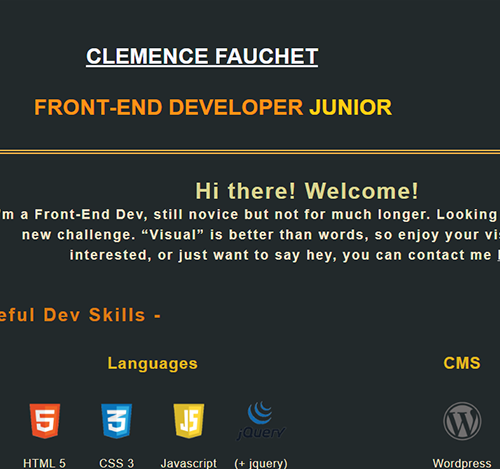 CLEMENCE FAUCHET
FRONT-END DEVELOPER JUNIOR
Hi there! Welcome!
'm a Front-End Dev, still novice but not for much longer. Looking
new challenge. “Visual” is better than words, so enjoy your vis
interested, or just want to say hey, you can contact me
eful Dev Skills -
Languages
CMS
5 3 JS jQuery W
HTML 5 CSS 3 Javascript (+ jquery) Wordpress